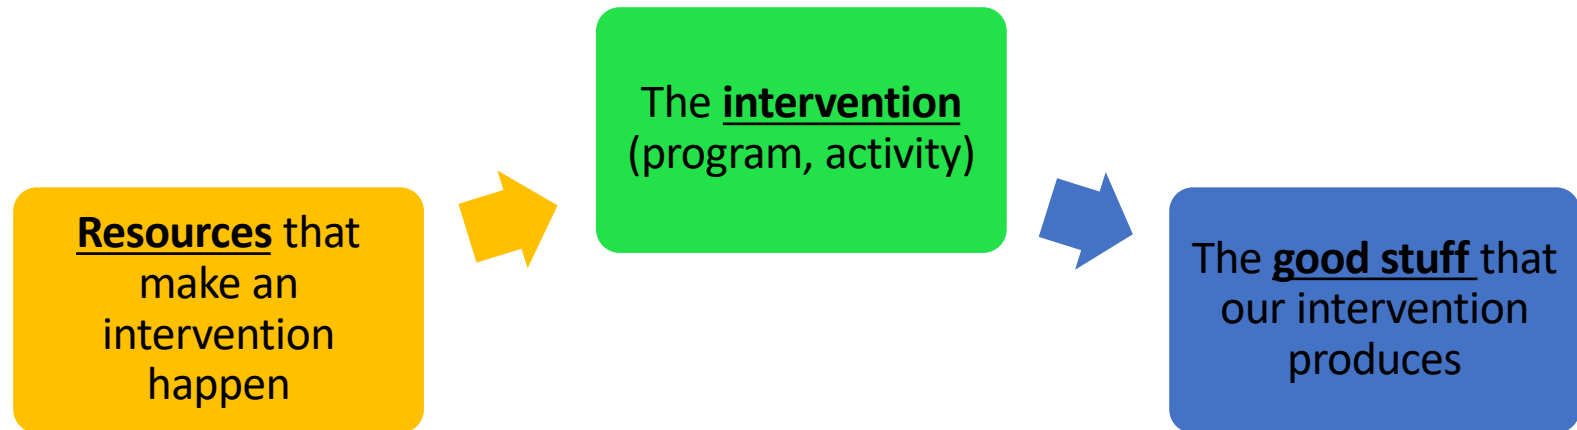 Resources that
make an
intervention
happen
The intervention
(program, activity)
The good stuff that
our intervention
produces